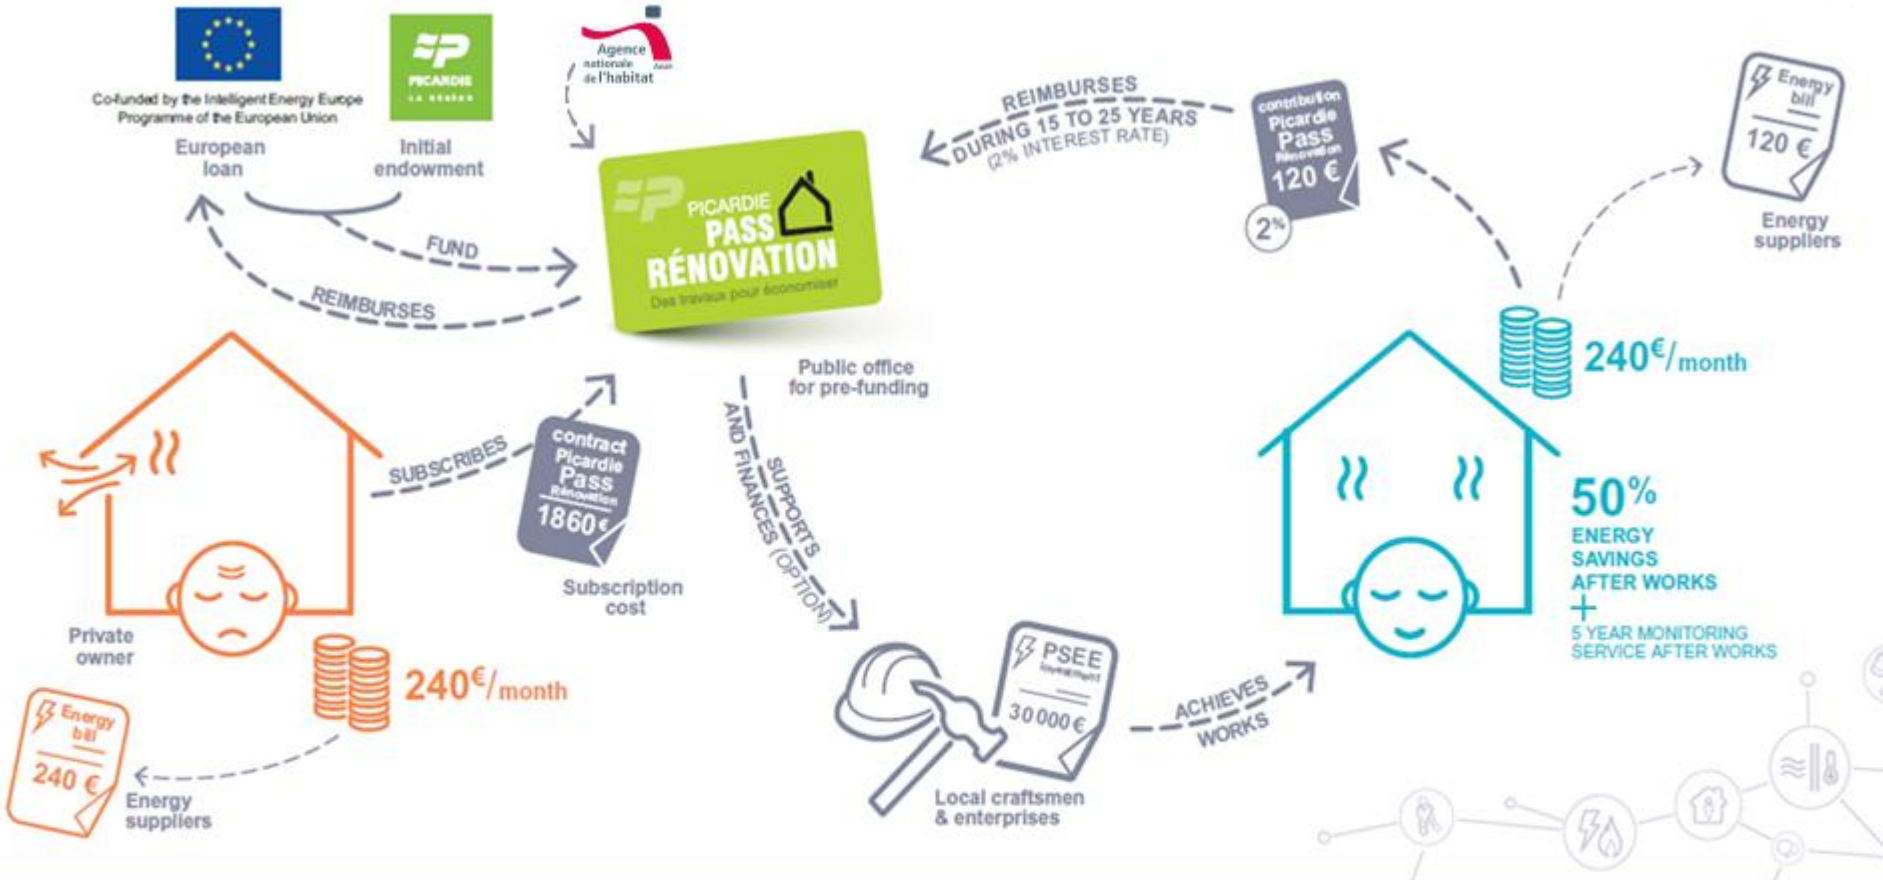 Co-funded by the Intelligent Energy Europe
Programme of the European Union
European
loan
PICARDIE
LA RÉGION
Initial
endowment
Agence
nationale
de l'habitat
Anah
FUND
REIMBURSES
PICARDIE
PASS
RÉNOVATION
Des travaux pour économiser
Public office
for pre-funding
REIMBURSES
DURING 15 TO 25 YEARS
(2% INTEREST RATE)
contribution
Picardie
Pass
Rénovation
120 €
2%
Energy
bill
120 €
Energy
suppliers
240€/month
50%
ENERGY
SAVINGS
AFTER WORKS
+
5 YEAR MONITORING
SERVICE AFTER WORKS
SUBSCRIBES
contract
Picardie
Pass
Rénovation
1860€
Subscription
cost
SUPPORTS
AND FINANCES (OPTION)
Private
owner
240€/month
Energy
bill
240 €
Energy
suppliers
PSEE
Investment
30 000 €
Local craftsmen
& enterprises
ACHIEVES
WORKS